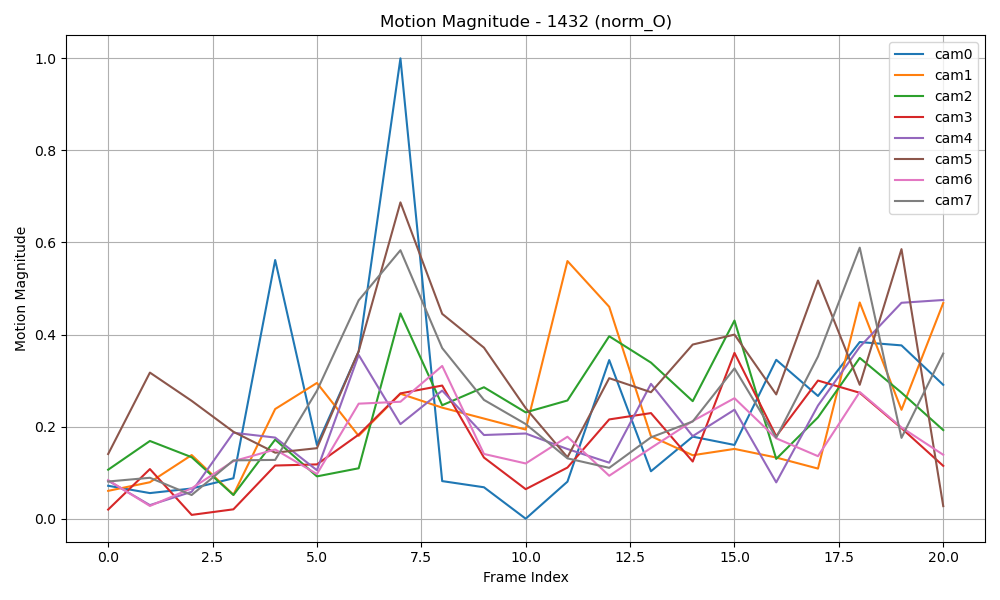 Motion Magnitude - 1432 (norm_O)
Motion Magnitude
1.0
0.8
0.6
0.4
0.2
0.0
cam0
cam1
cam2
cam3
cam4
cam5
cam6
cam7
0.0 2.5 5.0 7.5 10.0 12.5 15.0 17.5 20.0
Frame Index